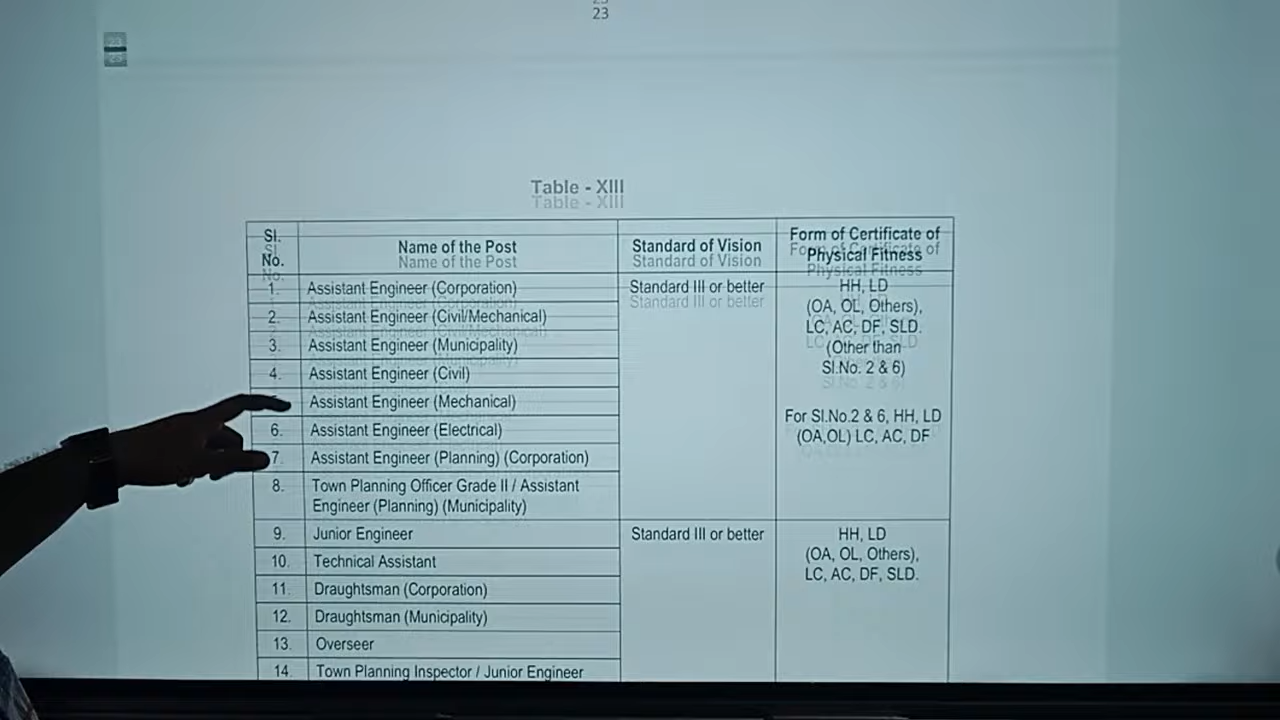 23
Table - XIII
Sl. No. Name of the Post Standard of Vision Form of Certificate of Physical Fitness
1. Assistant Engineer (Corporation) Standard III or better HH, LD
(OA, OL, Others),
2. Assistant Engineer (Civil/Mechanical)
LC, AC, DF, SLD.
3. Assistant Engineer (Municipality)
(Other than
Sl.No. 2 & 6)
4. Assistant Engineer (Civil)
Assistant Engineer (Mechanical)
For Sl.No.2 & 6, HH, LD
6. Assistant Engineer (Electrical)
(OA,OL) LC, AC, DF
7. Assistant Engineer (Planning) (Corporation)
8. Town Planning Officer Grade II / Assistant
Engineer (Planning) (Municipality)
9. Junior Engineer Standard III or better HH, LD
(OA, OL, Others),
10. Technical Assistant
LC, AC, DF, SLD.
11. Draughtsman (Corporation)
12. Draughtsman (Municipality)
13. Overseer
14. Town Planning Inspector / Junior Engineer